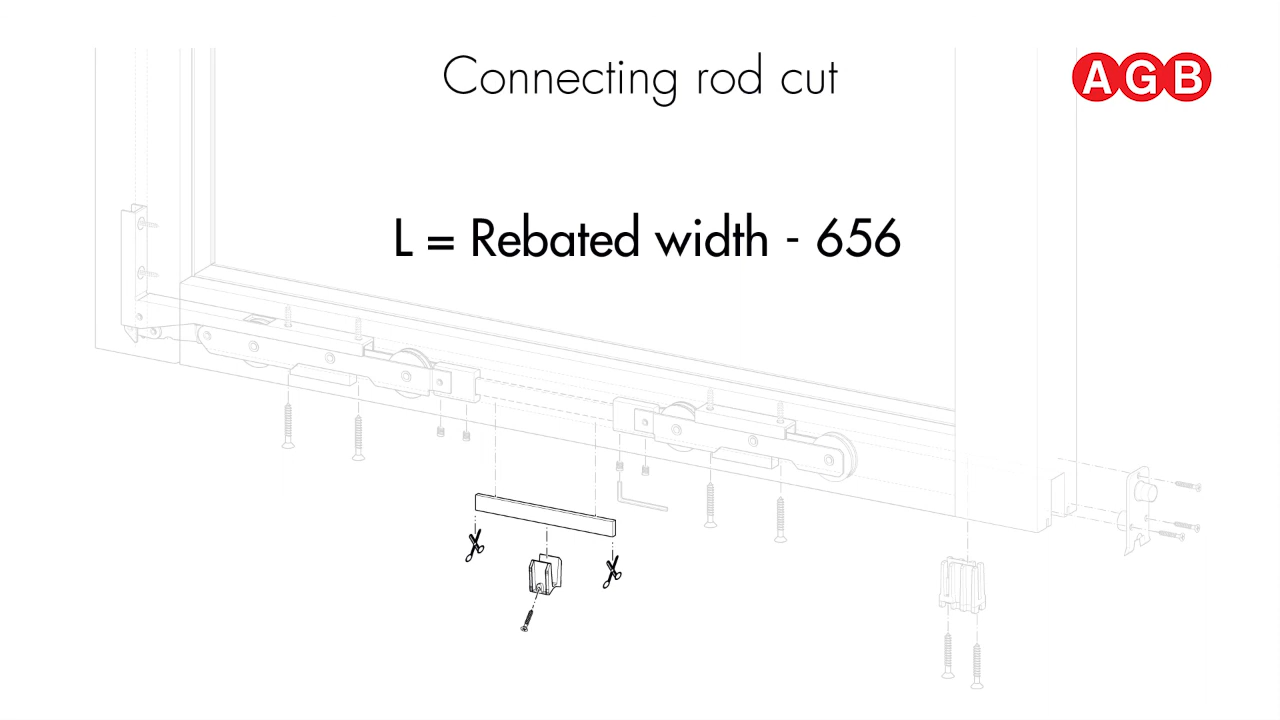 Connecting rod cut
AGB
L = Rebated width - 656